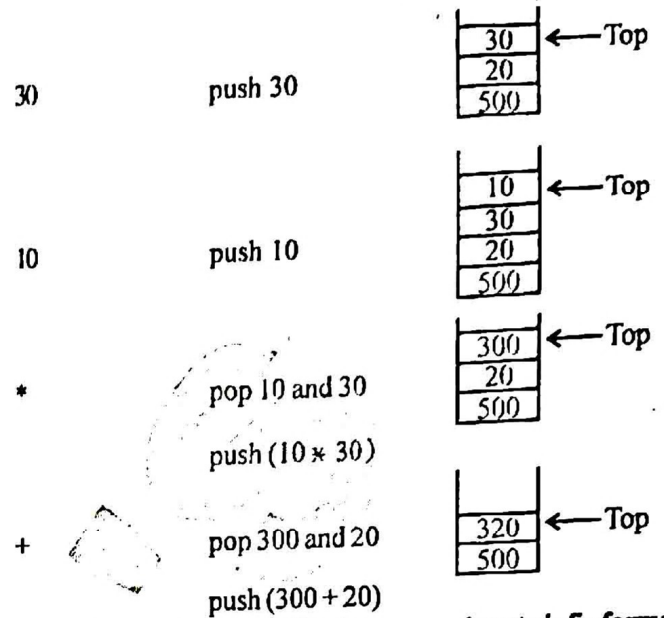 30 ← Top
20
30 push 30
500
10 ← Top
30
10 push 10
20
500
300 ← Top
20
* pop 10 and 30
500
push (10 * 30)
320 ← Top
+ pop 300 and 20
500
push (300 + 20)